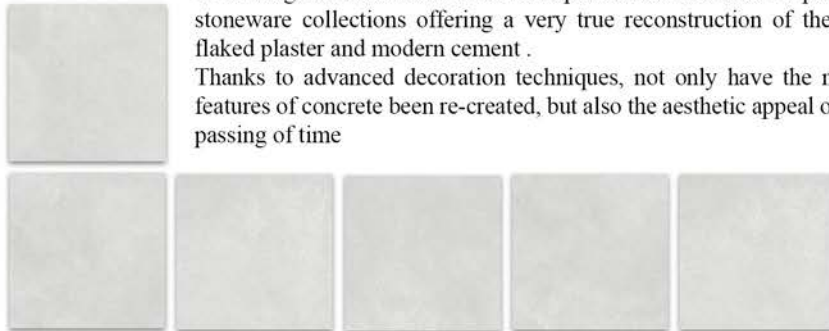 stoneware collections offering a very true reconstruction of the
flaked plaster and modern cement .
Thanks to advanced decoration techniques, not only have the
features of concrete been re-created, but also the aesthetic appeal
passing of time